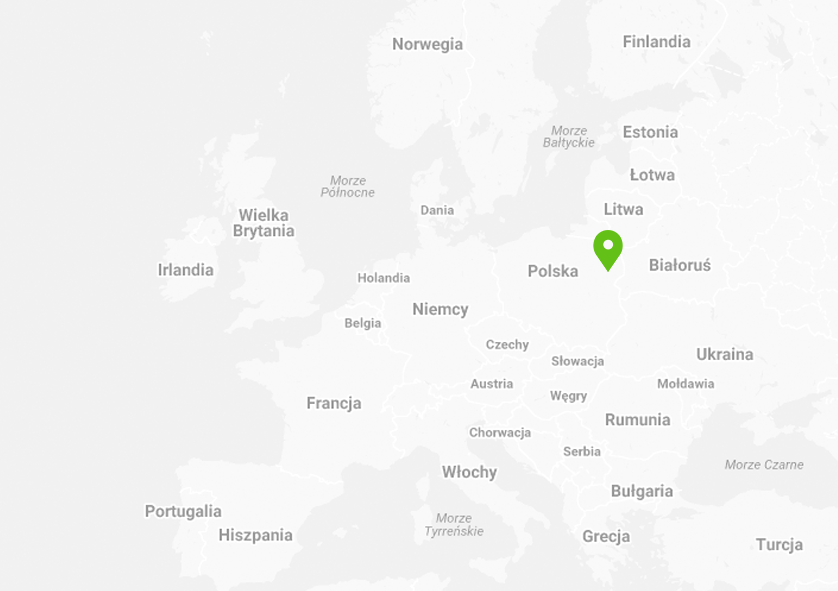 Norwegia
Finlandia
Morze
Bałtyckie
Estonia
Łotwa
Morze
Północne
Dania
Litwa
Wielka
Brytania
Irlandia
Holandia
Polska
Białoruś
Niemcy
Belgia
Czechy
Słowacja
Ukraina
Austria
Węgry
Mołdawia
Francja
Rumunia
Chorwacja
Serbia
Morze Czarne
Włochy
Bułgaria
Portugalia
Hiszpania
Morze
Tyrreńskie
Grecja
Turcja